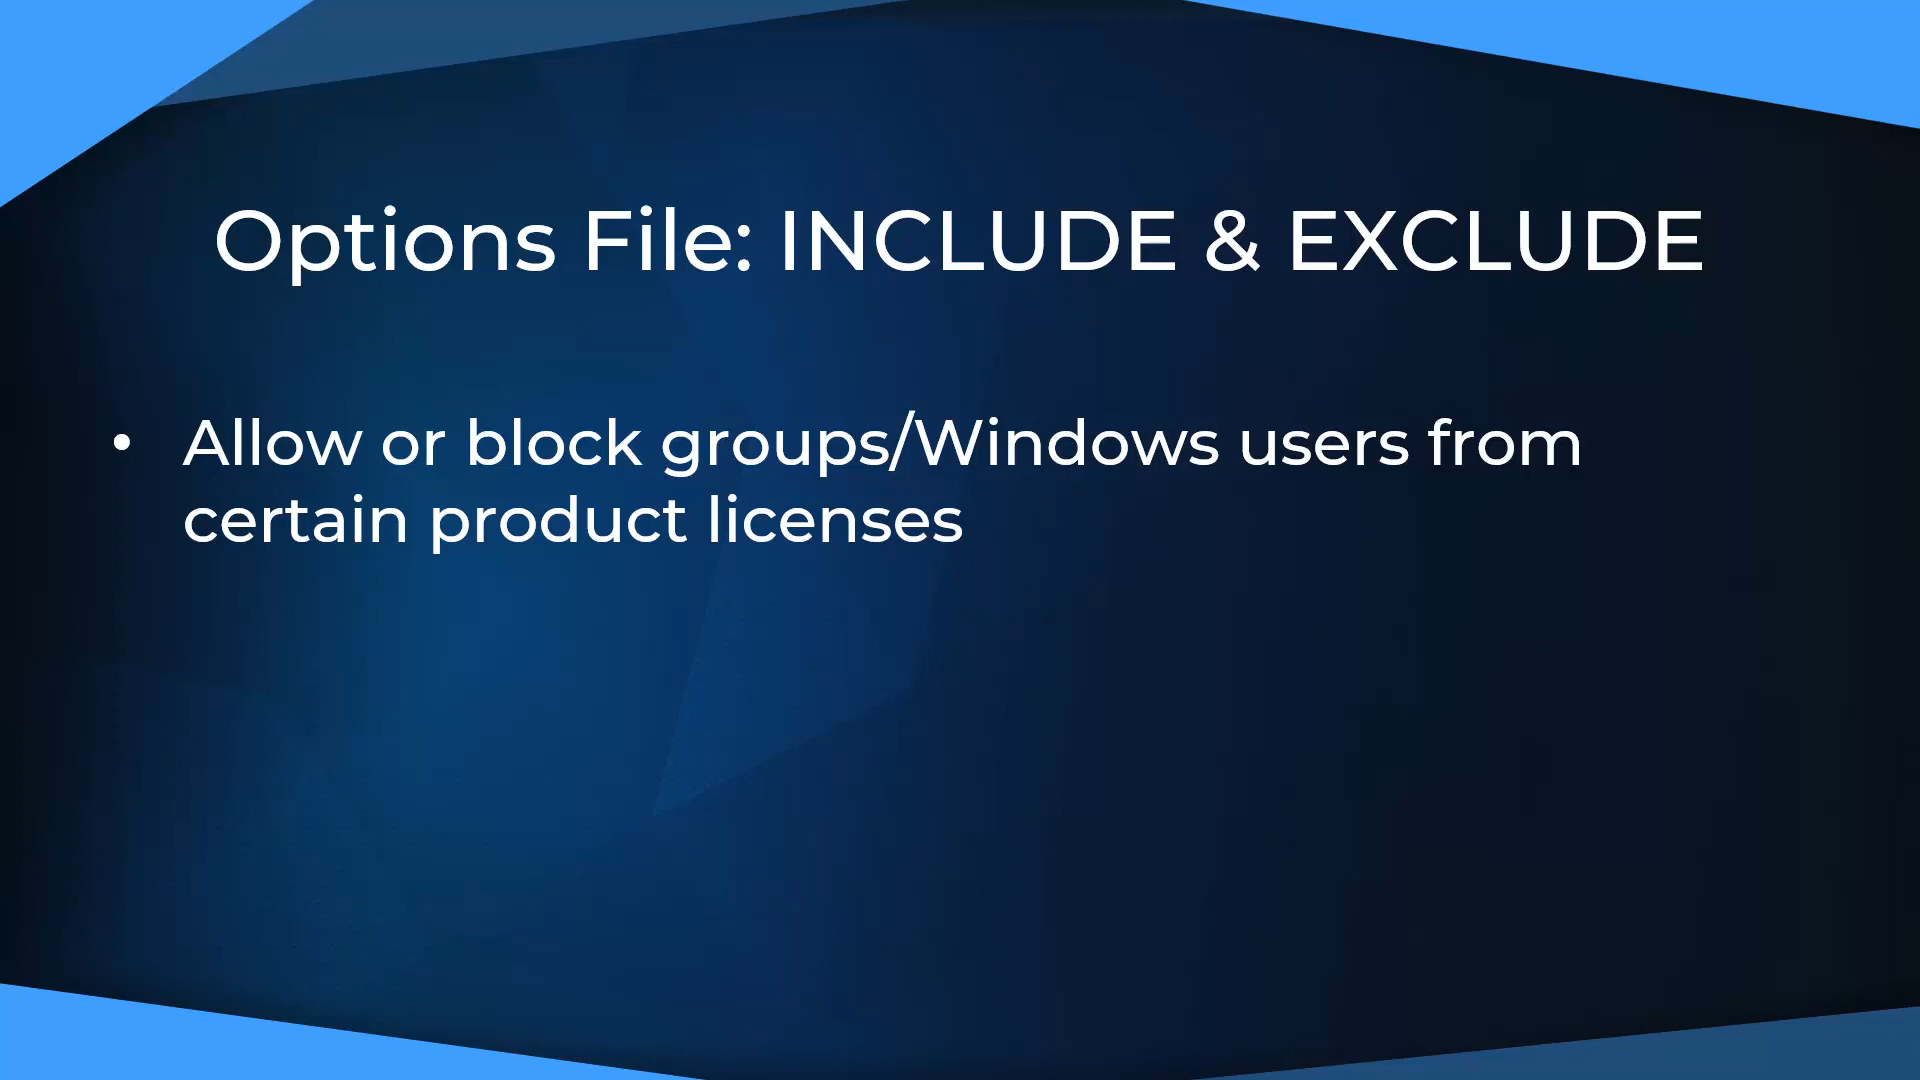 Options File: INCLUDE & EXCLUDE
• Allow or block groups/Windows users from
certain product licenses